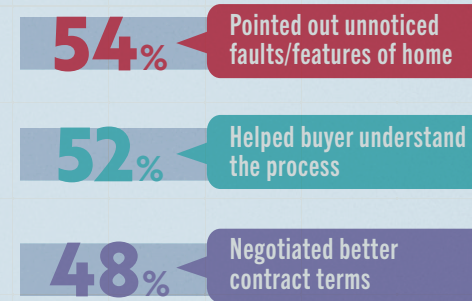 54%
Pointed out unnoticed
faults/features of home
52%
Helped buyer understand
the process
48%
Negotiated better
contract terms